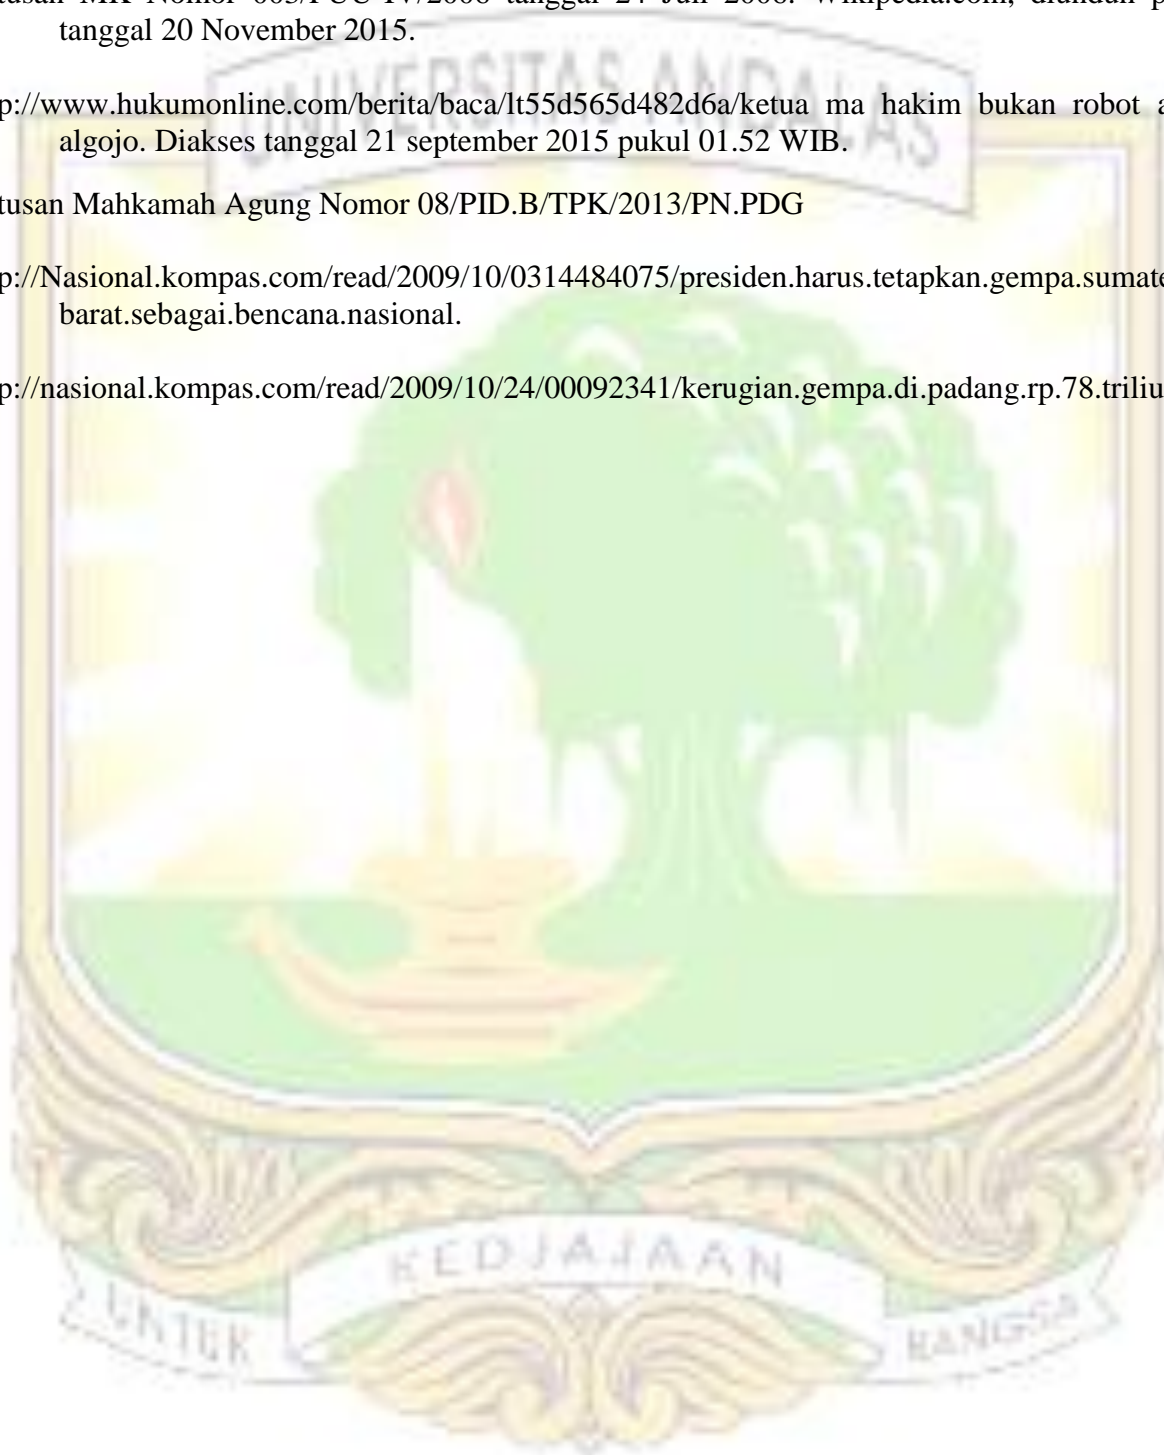 tusan MK Nomor 003/PUU-IV/2006 tanggal 24 Juli 2006. Wikipedia.com, diunduh p
tanggal 20 November 2015.
p://www.hukumonline.com/berita/baca/lt55d565d482d6a/ketua ma hakim bukan robot a
algojo. Diakses tanggal 21 september 2015 pukul 01.52 WIB.
tusan Mahkamah Agung Nomor 08/PID.B/TPK/2013/PN.PDG
p://Nasional.kompas.com/read/2009/10/0314484075/presiden.harus.tetapkan.gempa.sumate
barat.sebagai.bencana.nasional.
p://nasional.kompas.com/read/2009/10/24/00092341/kerugian.gempa.di.padang.rp.78.triliu
UNIVERSITAS ANDALAS
UNTUK KEDJAJAAN BANGSA